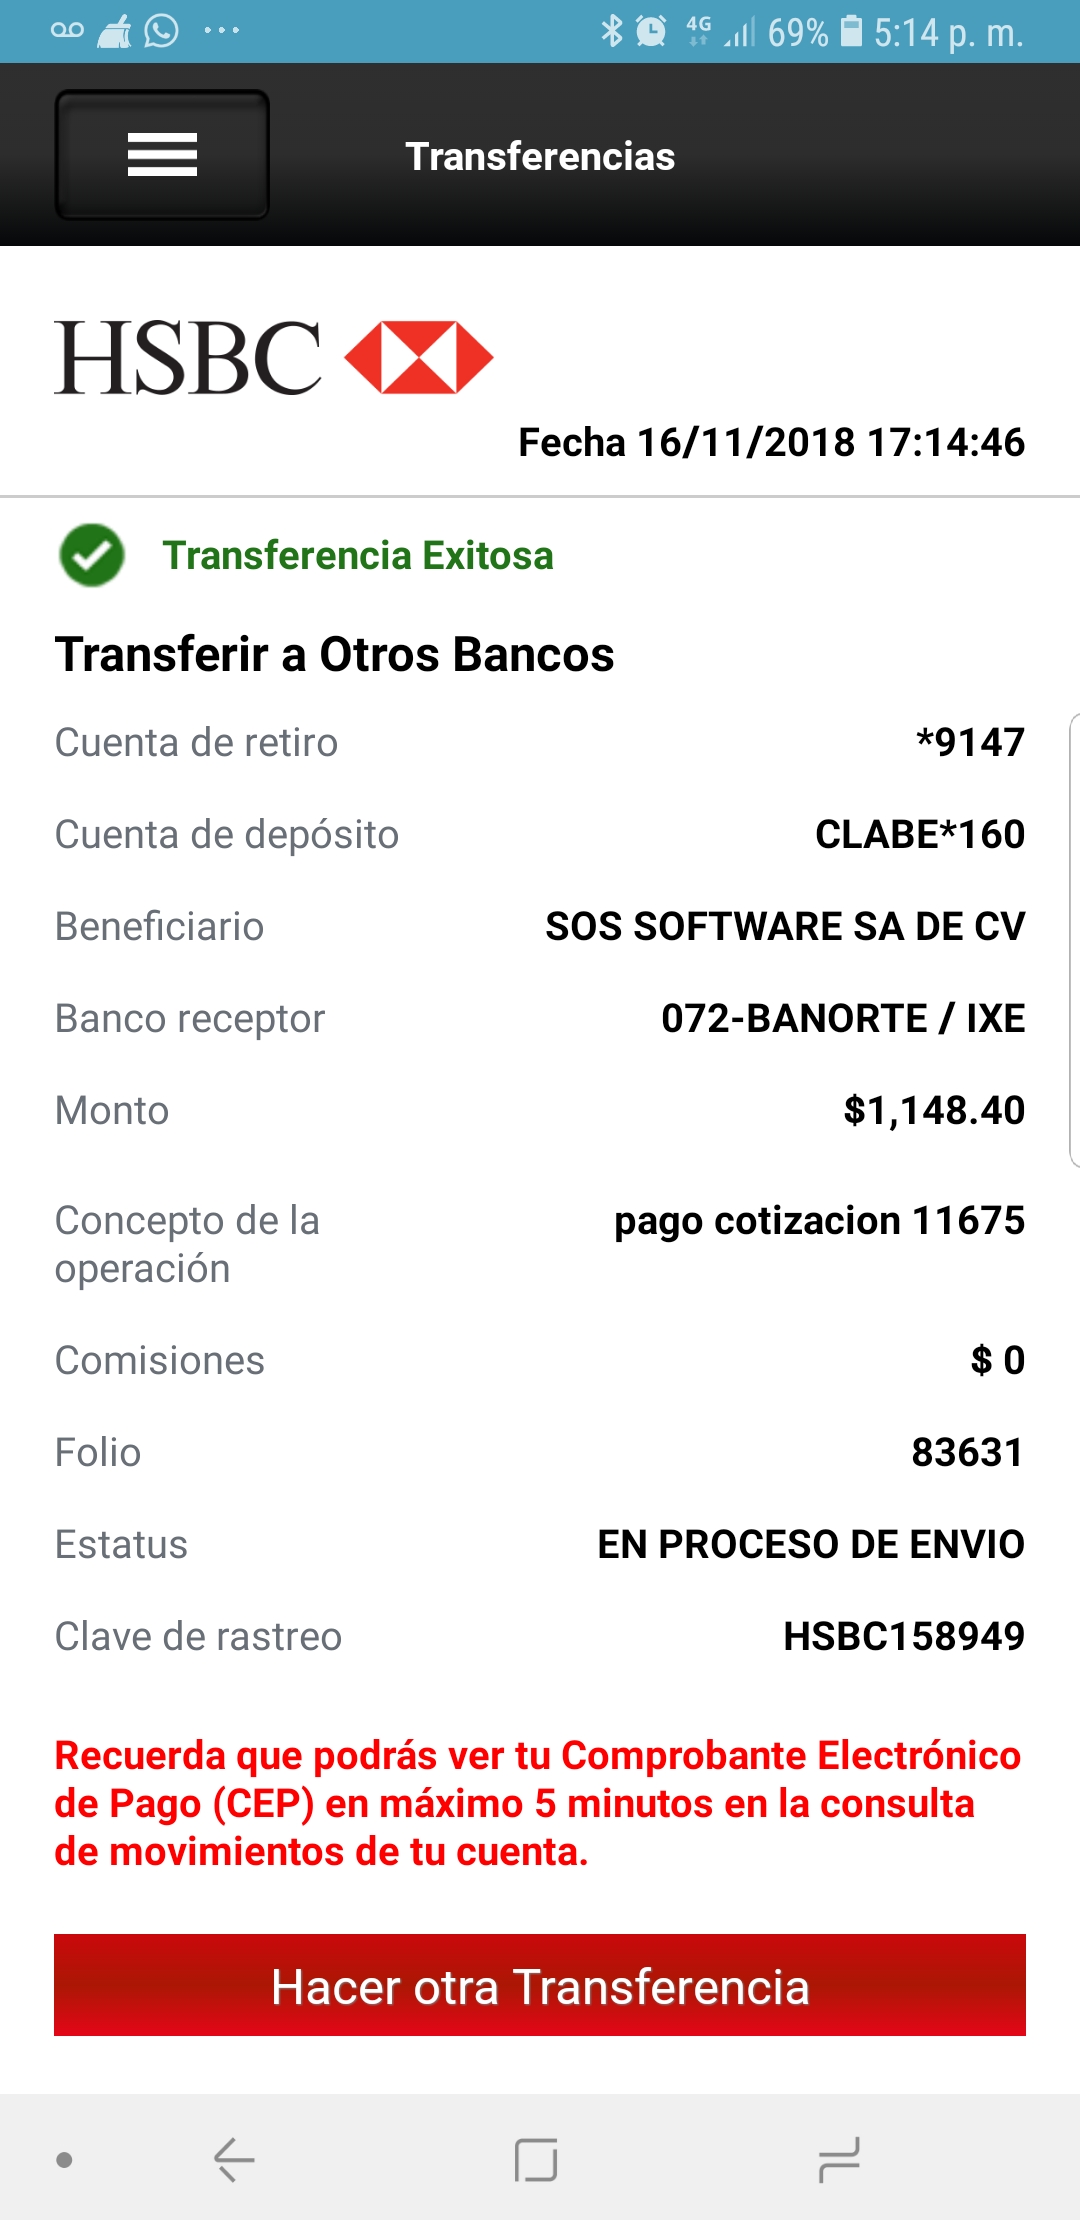 4G 69% 5:14 p. m.
Transferencias
HSBC
Fecha 16/11/2018 17:14:46
Transferencia Exitosa
Transferir a Otros Bancos
Cuenta de retiro *9147
Cuenta de depósito CLABE*160
Beneficiario SOS SOFTWARE SA DE CV
Banco receptor 072-BANORTE / IXE
Monto $1,148.40
Concepto de la pago cotizacion 11675
operación
Comisiones $ 0
Folio 83631
Estatus EN PROCESO DE ENVIO
Clave de rastreo HSBC158949
Recuerda que podrás ver tu Comprobante Electrónico
de Pago (CEP) en máximo 5 minutos en la consulta
de movimientos de tu cuenta.
Hacer otra Transferencia